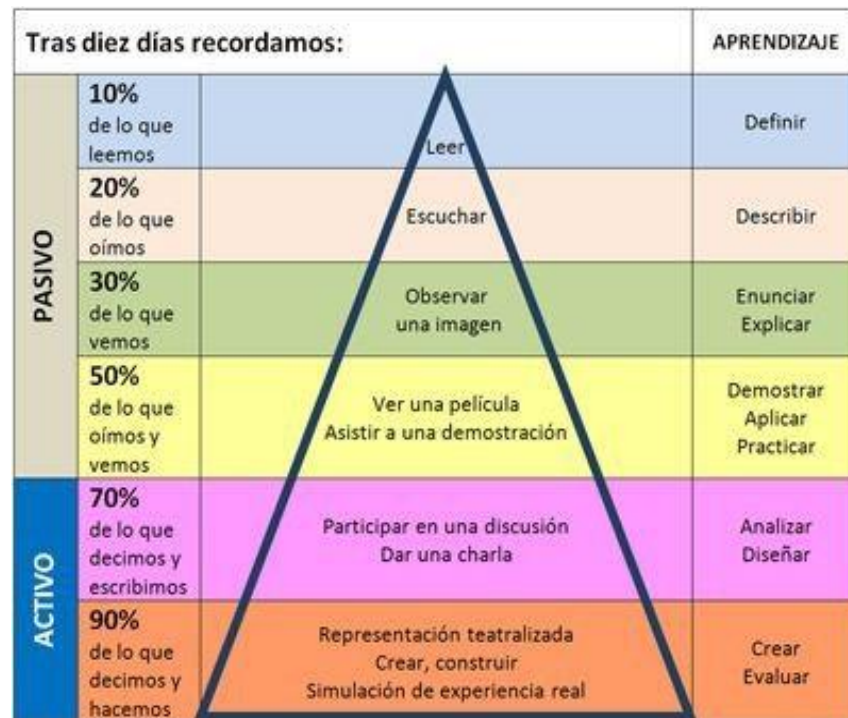 Tras diez días recordamos:
APRENDIZAJE
PASIVO
10%
de lo que
leemos
Leer
Definir
20%
de lo que
oímos
Escuchar
Describir
30%
de lo que
vemos
Observar
una imagen
Enunciar
Explicar
50%
de lo que
oímos y
vemos
Ver una película
Asistir a una demostración
Demostrar
Aplicar
Practicar
ACTIVO
70%
de lo que
decimos y
escribimos
Participar en una discusión
Dar una charla
Analizar
Diseñar
90%
de lo que
decimos y
hacemos
Representación teatralizada
Crear, construir
Simulación de experiencia real
Crear
Evaluar